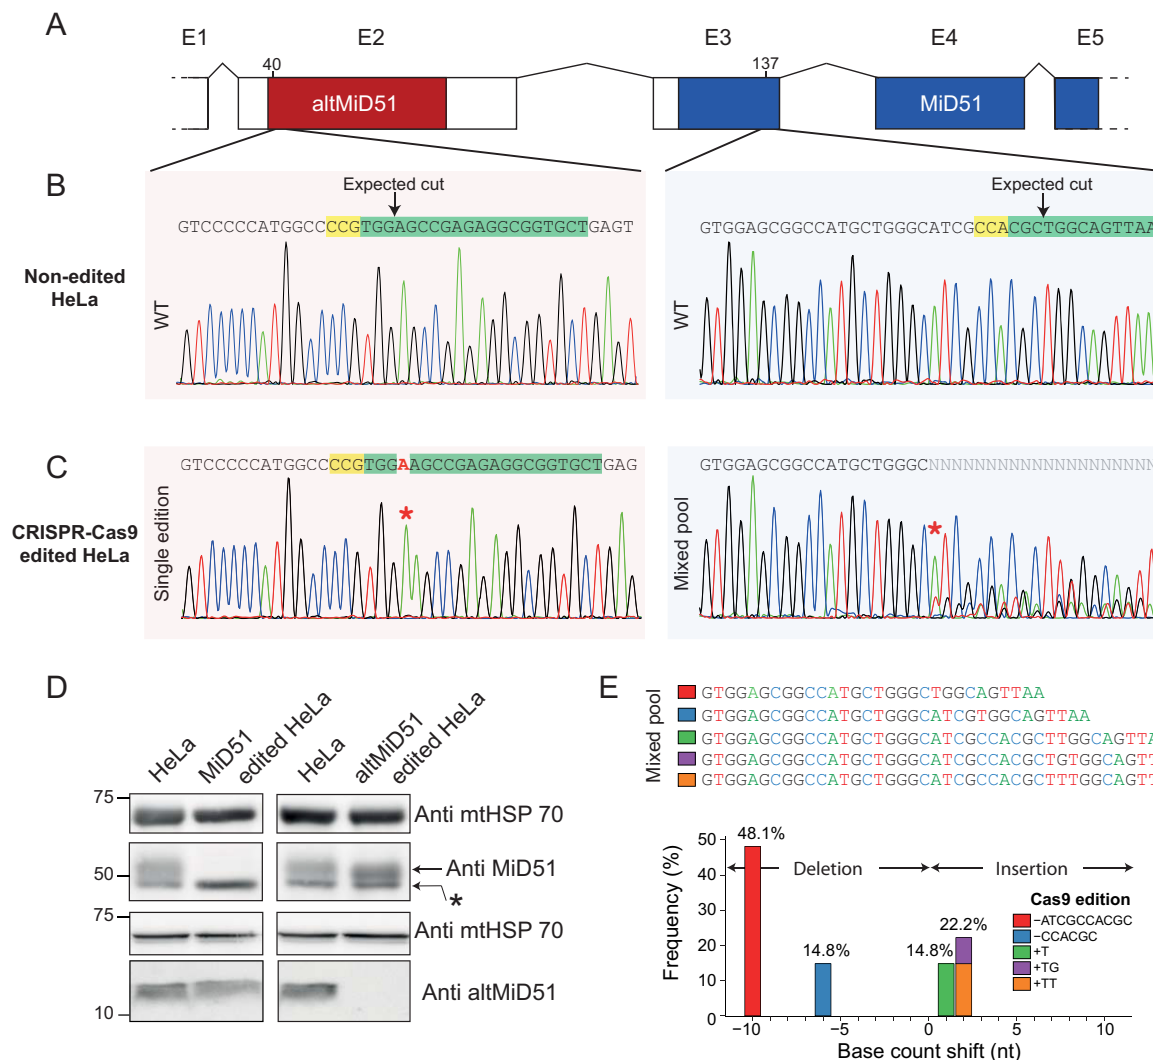 A
E1
E2
E3
E4
E5
40
137
altMiD51
MiD51
B
Expected cut
Expected cut
GTCCCCCATGGCCCCGTGGAGCCGAGAGGCGGTGCTGAGT
GTGGAGCGGCCATGCTGGGCATCGCCACGCTGGCAGTTAA
Non-edited
HeLa
WT
WT
C
GTCCCCCATGGCCCCGTGGAAGCCGAGAGGCGGTGCTGAG
GTGGAGCGGCCATGCTGGGCNNNNNNNNNNNNNNNNNNNN
CRISPR-Cas9
edited HeLa
Single edition
*
Mixed pool
*
D
HeLa
MiD51
edited HeLa
HeLa
altMiD51
edited HeLa
75
Anti mtHSP 70
50
Anti MiD51
*
75
Anti mtHSP 70
Anti altMiD51
10
E
Mixed pool
GTGGAGCGGCCATGCTGGGCTGGCAGTTAA
GTGGAGCGGCCATGCTGGGCATCGTGGCAGTTAA
GTGGAGCGGCCATGCTGGGCATCGCCACGCTTGGCAGTTA
GTGGAGCGGCCATGCTGGGCATCGCCACGCTGTGGCAGTT
GTGGAGCGGCCATGCTGGGCATCGCCACGCTTTGGCAGTT
Frequency (%)
50
40
30
20
10
0
48.1%
14.8%
14.8%
22.2%
Deletion
Insertion
Cas9 edition
−ATCGCCACGC
−CCACGC
+T
+TG
+TT
−10
−5
0
5
10
Base count shift (nt)